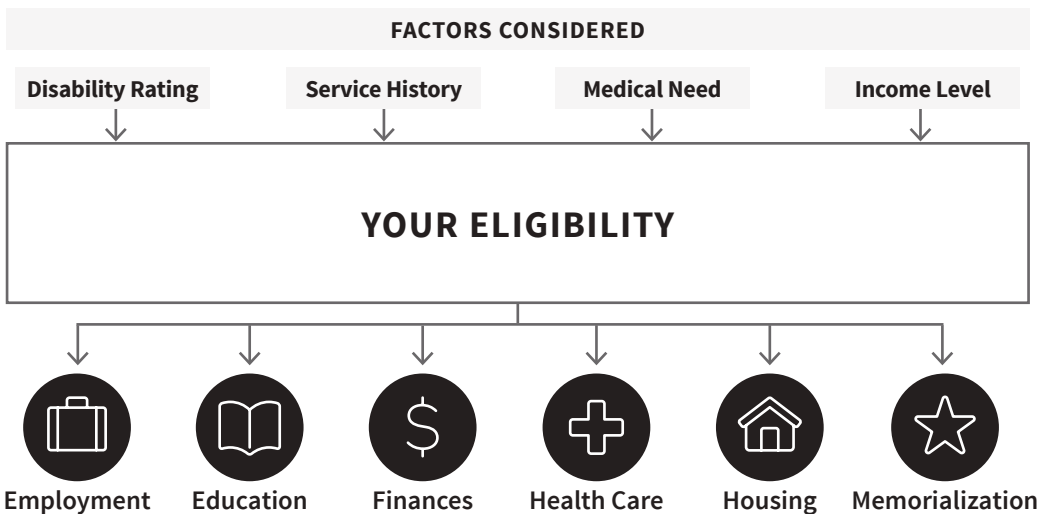 FACTORS CONSIDERED
Disability Rating
Service History
Medical Need
Income Level
YOUR ELIGIBILITY
$
Employment
Education
Finances
Health Care
Housing
Memorialization